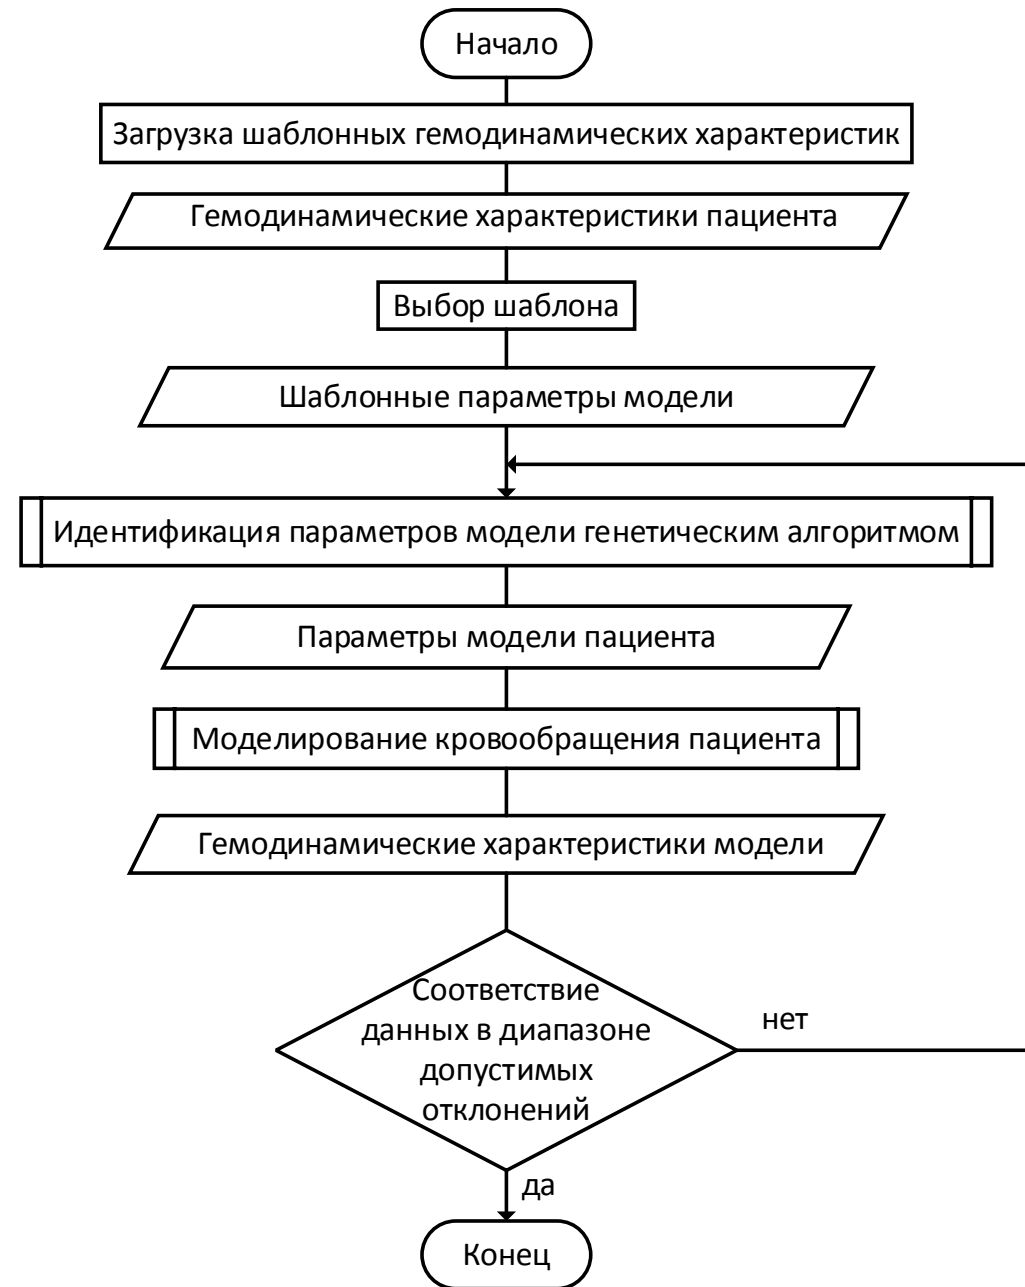 Начало
Загрузка шаблонных гемодинамических характеристик
Гемодинамические характеристики пациента
Выбор шаблона
Шаблонные параметры модели
Идентификация параметров модели генетическим алгоритмом
Параметры модели пациента
Моделирование кровообращения пациента
Гемодинамические характеристики модели
Соответствие
данных в диапазоне
допустимых
отклонений
нет
да
Конец